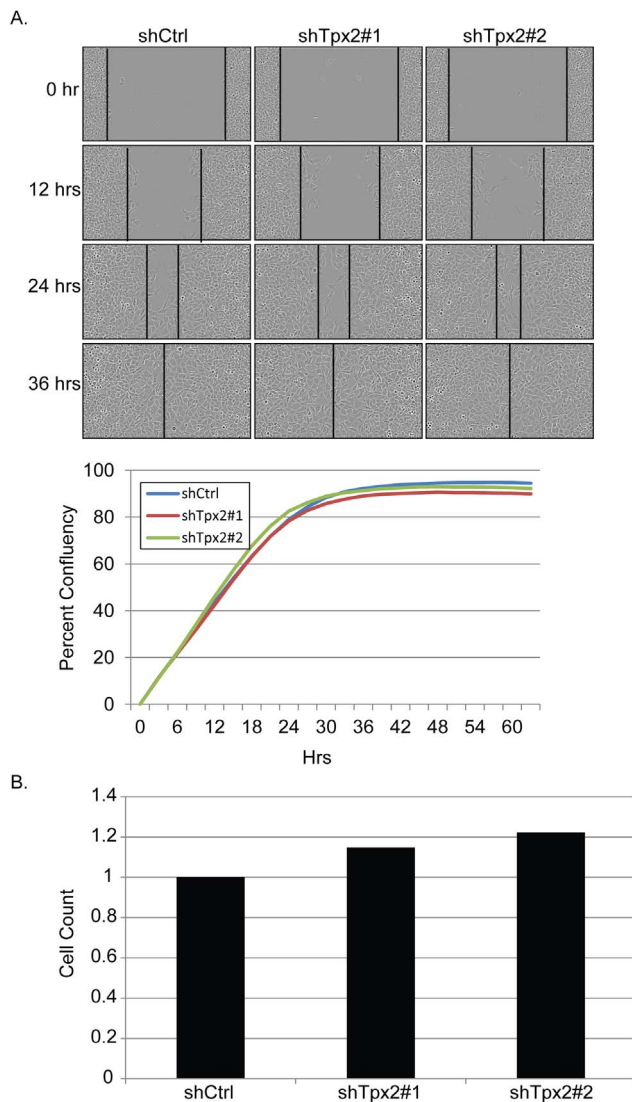 A.
shCtrl shTpx2#1 shTpx2#2
0 hr
12 hrs
24 hrs
36 hrs
100
80
60
40
20
0
Percent Confluency
shCtrl
shTpx2#1
shTpx2#2
0 6 12 18 24 30 36 42 48 54 60
Hrs
B.
1.4
1.2
1
0.8
0.6
0.4
0.2
0
Cell Count
shCtrl shTpx2#1 shTpx2#2